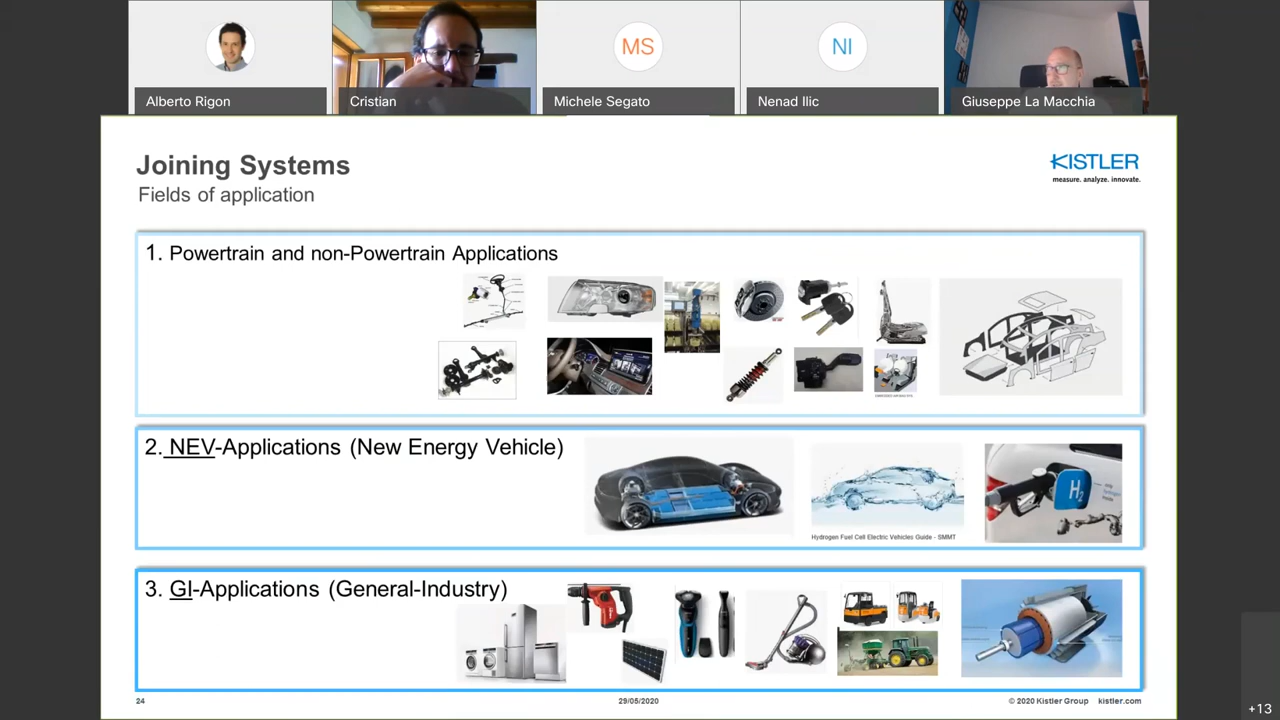 MS
NI
Alberto Rigon
Cristian
Michele Segato
Nenad Ilic
Giuseppe La Macchia
Joining Systems
Fields of application
KISTLER
measure. analyze. innovate.
1. Powertrain and non-Powertrain Applications
2. NEV-Applications (New Energy Vehicle)
H2
Hydrogen Fuel Cell Electric Vehicles Guide - SMMT
3. GI-Applications (General-Industry)
24
29/05/2020
© 2020 Kistler Group
kistler.com
+13